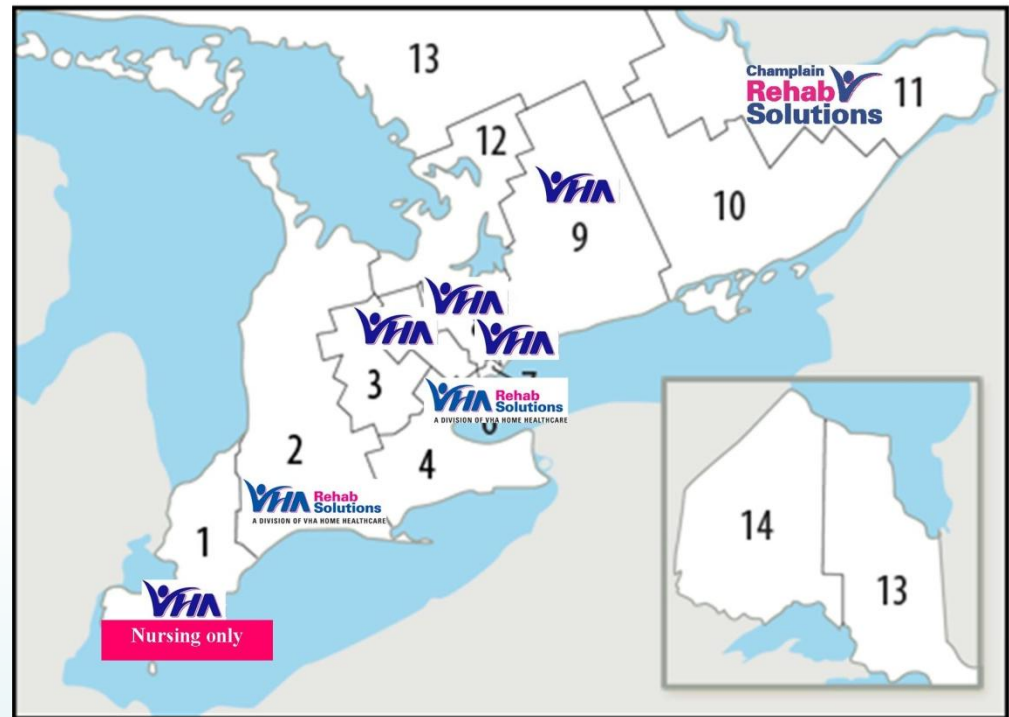 13
Champlain
Rehab
Solutions
11
12
VHA
9
10
VHA
VHA
VHA
3
VHA Rehab
Solutions
A DIVISION OF VHA HOME HEALTHCARE
2
4
VHA Rehab
Solutions
A DIVISION OF VHA HOME HEALTHCARE
1
14
13
VHA
Nursing only